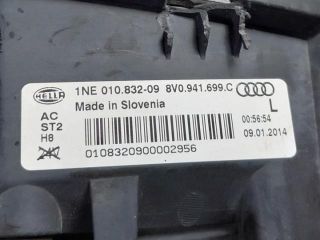 HELLA 1NE 010.832-09 8V0.941.699.C
Made in Slovenia L
AC 00:56:54
ST2 09.01.2014
H8
0108320900002956